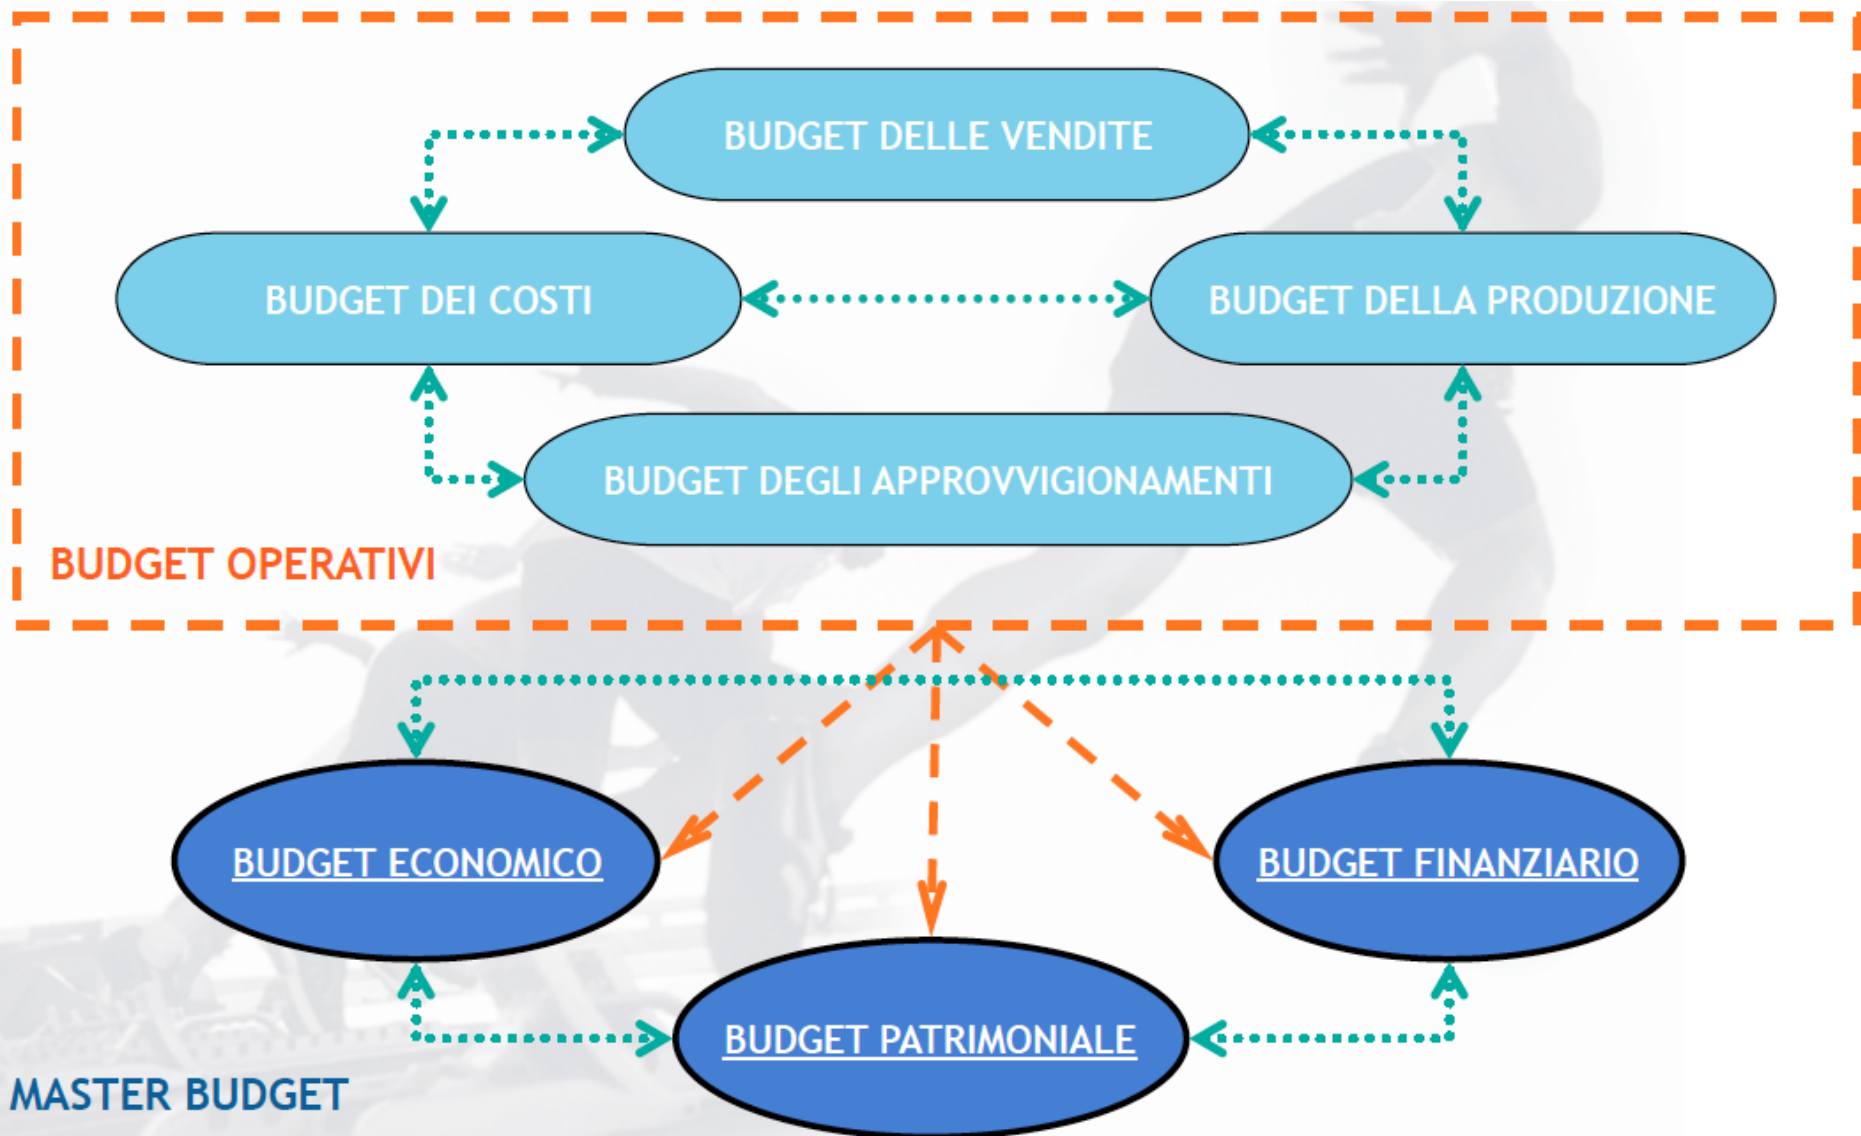 BUDGET DELLE VENDITE
BUDGET DEI COSTI
BUDGET DELLA PRODUZIONE
BUDGET DEGLI APPROVVIGIONAMENTI
BUDGET OPERATIVI
BUDGET ECONOMICO
BUDGET FINANZIARIO
BUDGET PATRIMONIALE
MASTER BUDGET